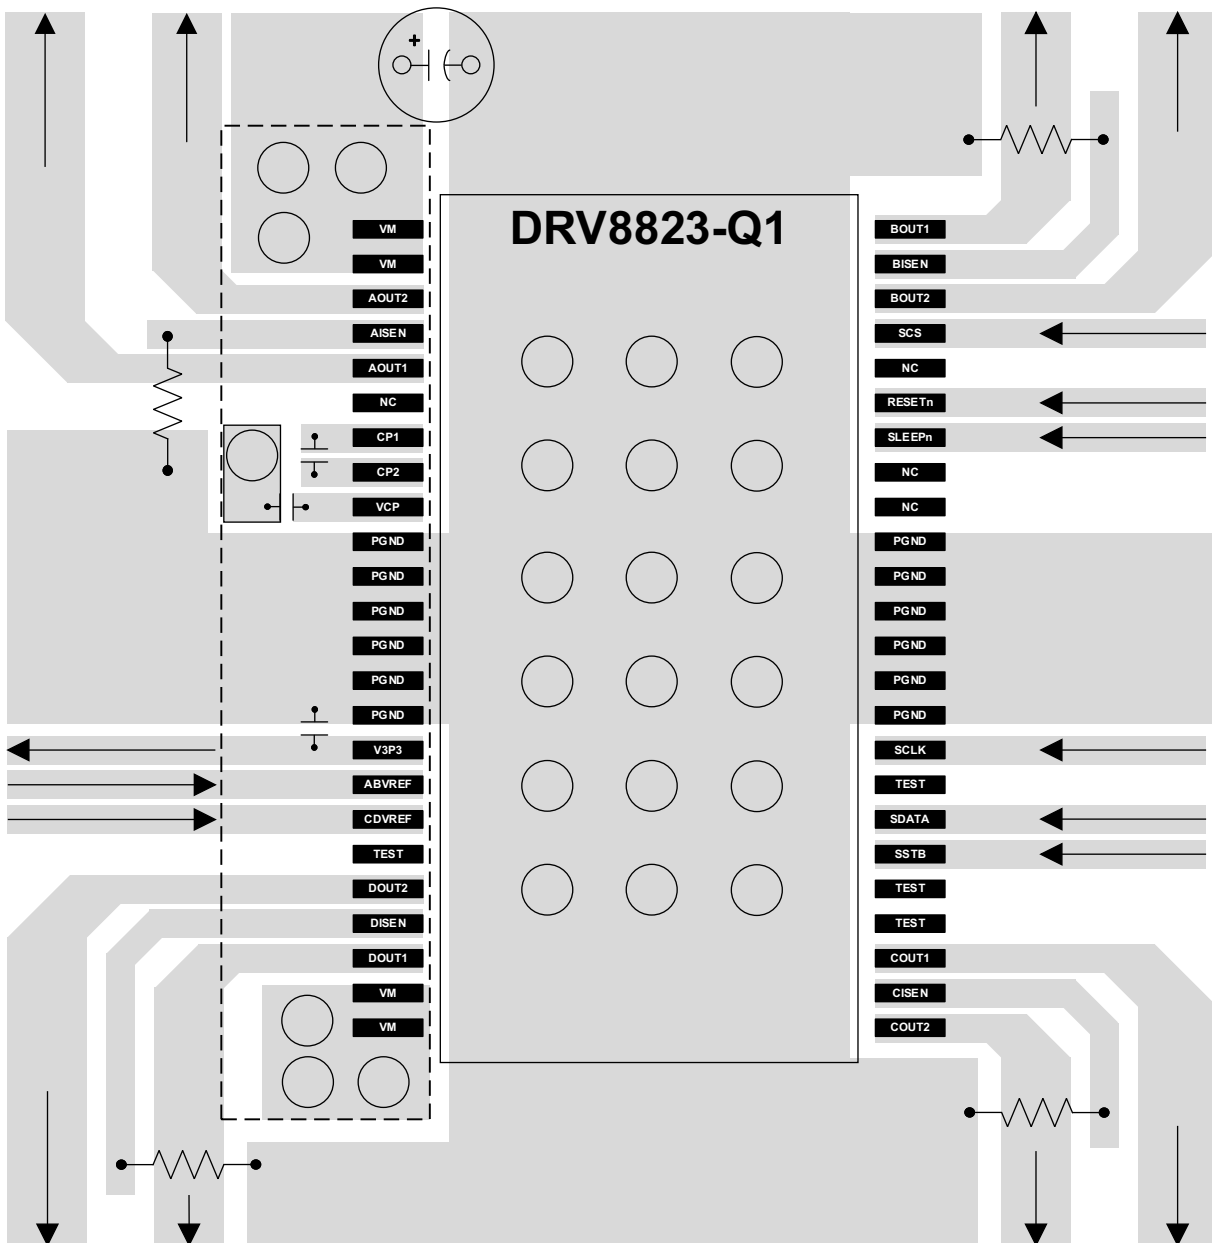 +
DRV8823-Q1
VM
VM
AOUT2
AISEN
AOUT1
NC
CP1
CP2
VCP
PGND
PGND
PGND
PGND
PGND
PGND
V3P3
ABVREF
CDVREF
TEST
DOUT2
DISEN
DOUT1
VM
VM
BOUT1
BISEN
BOUT2
SCS
NC
RESETn
SLEEPn
NC
NC
PGND
PGND
PGND
PGND
PGND
PGND
SCLK
TEST
SDATA
SSTB
TEST
TEST
COUT1
CISEN
COUT2